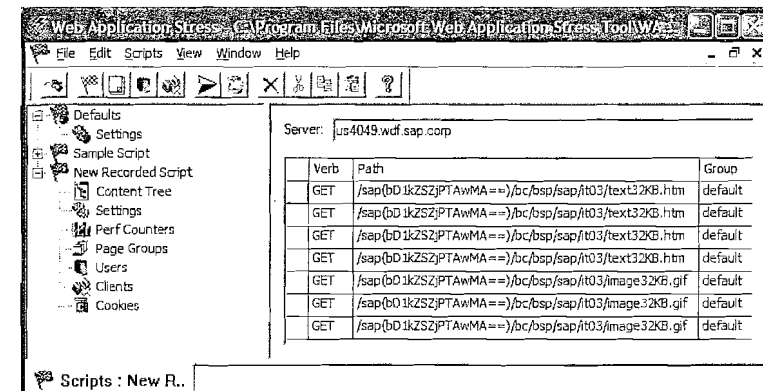 Web Application Stress - C:\Program Files\Microsoft Web Application Stress Tool\WA
File Edit Scripts View Window Help
Defaults
Settings
Sample Script
New Recorded Script
Content Tree
Settings
Perf Counters
Page Groups
Users
Clients
Cookies
Server: us4049.wdf.sap.corp
Verb Path Group
GET /sap(bD1kZSZjPTAwMA==)/bc/bsp/sap/it03/text32KB.htm default
GET /sap(bD1kZSZjPTAwMA==)/bc/bsp/sap/it03/text32KB.htm default
GET /sap(bD1kZSZjPTAwMA==)/bc/bsp/sap/it03/text32KB.htm default
GET /sap(bD1kZSZjPTAwMA==)/bc/bsp/sap/it03/text32KB.htm default
GET /sap(bD1kZSZjPTAwMA==)/bc/bsp/sap/it03/image32KB.gif default
GET /sap(bD1kZSZjPTAwMA==)/bc/bsp/sap/it03/image32KB.gif default
GET /sap(bD1kZSZjPTAwMA==)/bc/bsp/sap/it03/image32KB.gif default
Scripts : New R..